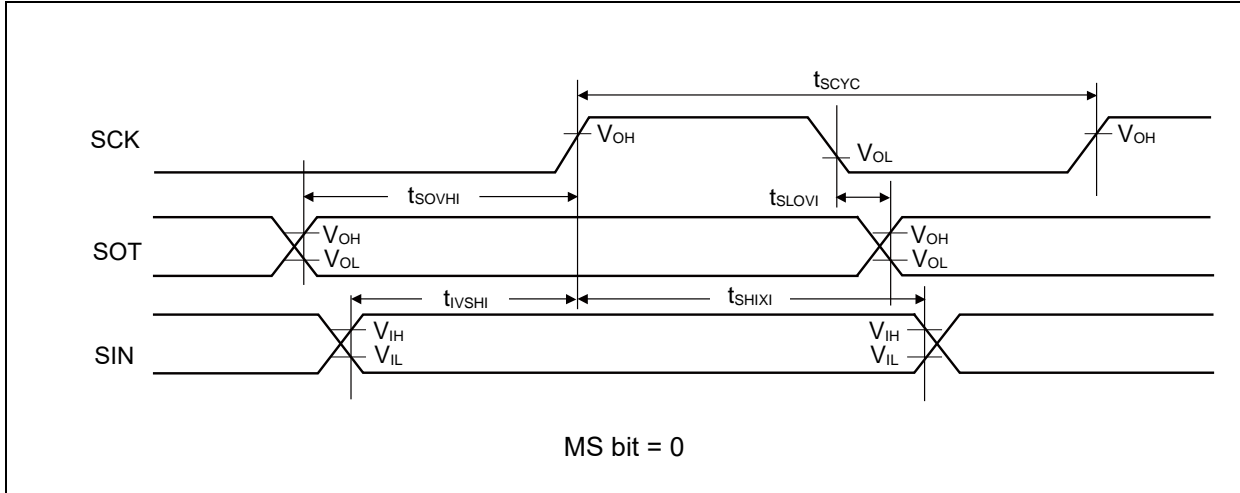 tSCYC
SCK
VOH
VOL
VOH
tSOVHI
tSLOVI
SOT
VOH
VOL
VOH
VOL
tIVSHI
tSHIXI
SIN
VIH
VIL
VIH
VIL
MS bit = 0